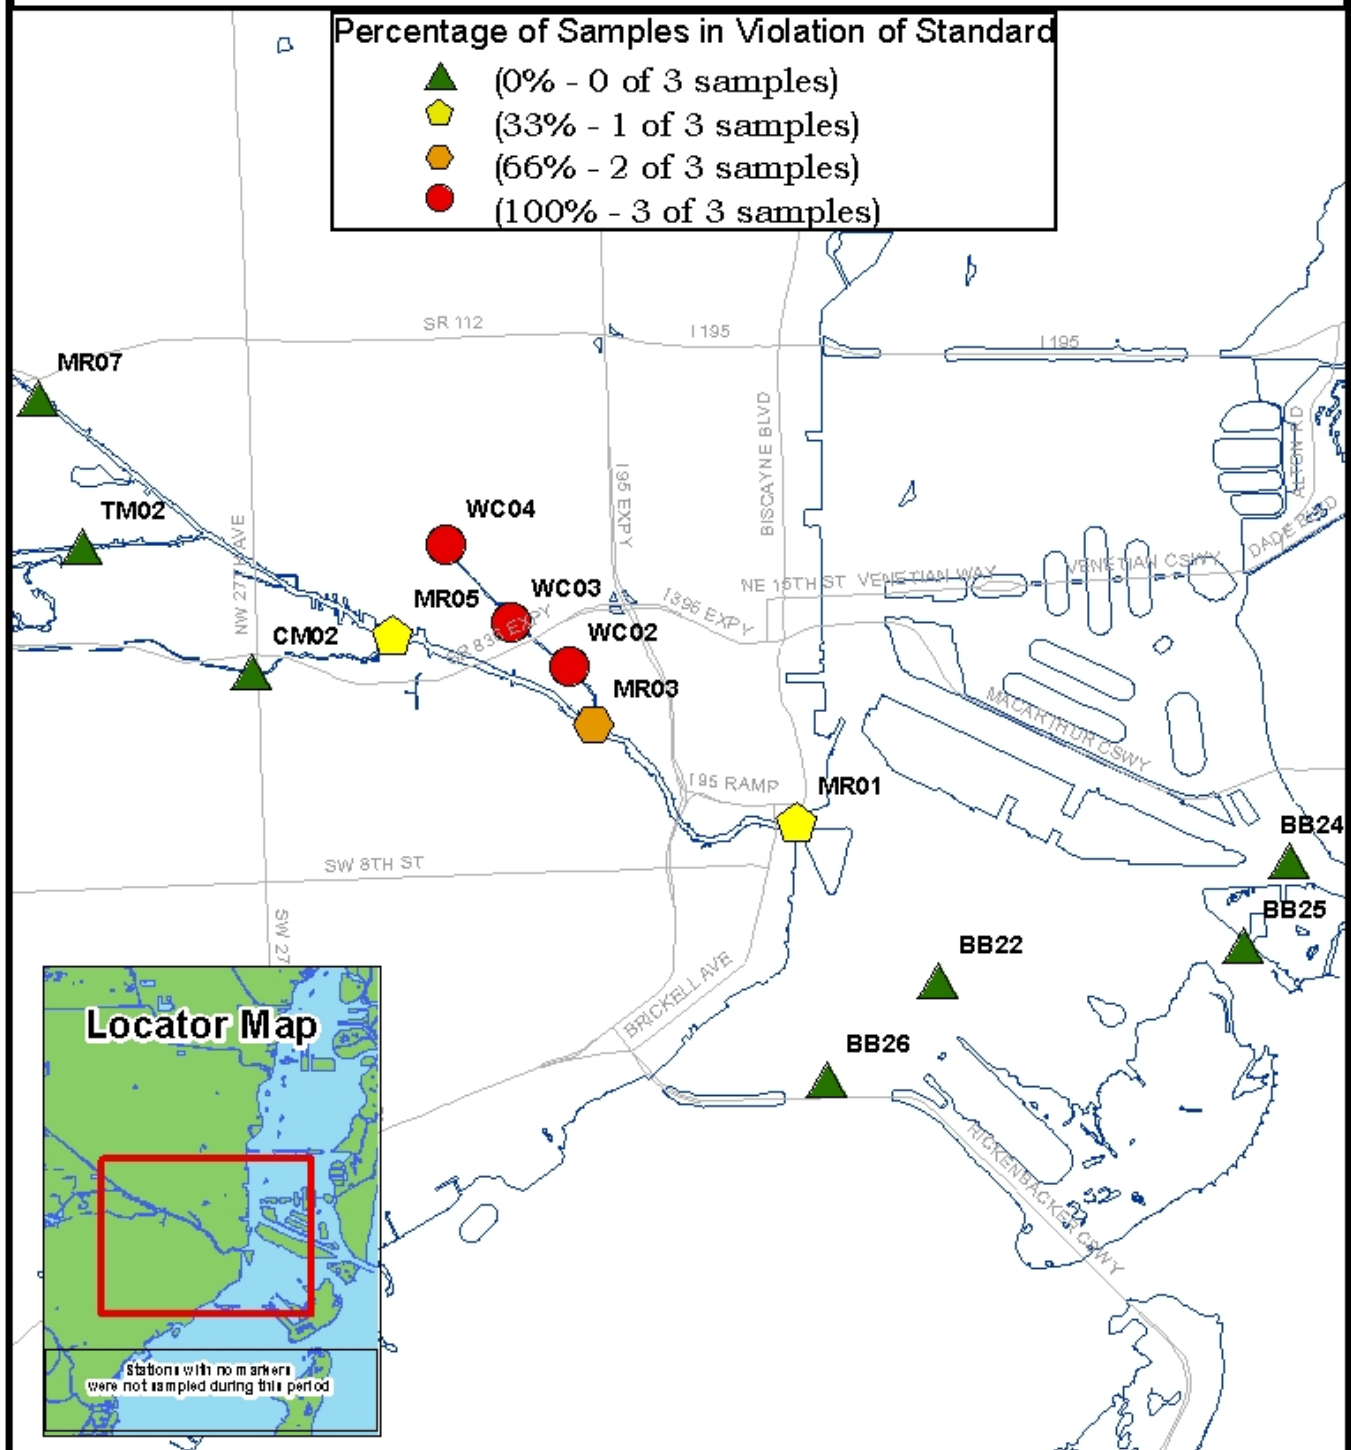 Percentage of Samples in Violation of Standard
(0% - 0 of 3 samples)
(33% - 1 of 3 samples)
(66% - 2 of 3 samples)
(100% - 3 of 3 samples)
SR 112
I 195
I 195
MR07
BISCAYNE BLVD
ALTON RD
I 95 EXPY
TM02
WC04
DADE BLVD
NW 27TH AVE
VENETIAN CSWY
NE 15TH ST
VENETIAN WAY
WC03
MR05
I 395 EXPY
SR 836 EXPY
CM02
WC02
MR03
MACARTHUR CSWY
I 95 RAMP
MR01
BB24
SW 8TH ST
BB25
SW 27
BB22
BRICKELL AVE
BB26
Locator Map
RICKENBACKER CSWY
Stations with no markers
were not sampled during this period